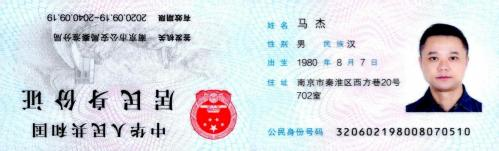 中华人民共和国
居民身份证
签发机关 南京市公安局秦淮分局
有效期限 2020.09.19-2040.09.19
姓名 马杰
性别 男 民族 汉
出生 1980 年 8 月 7 日
住址 南京市秦淮区西方巷20号
702室
公民身份号码 320602198008070510